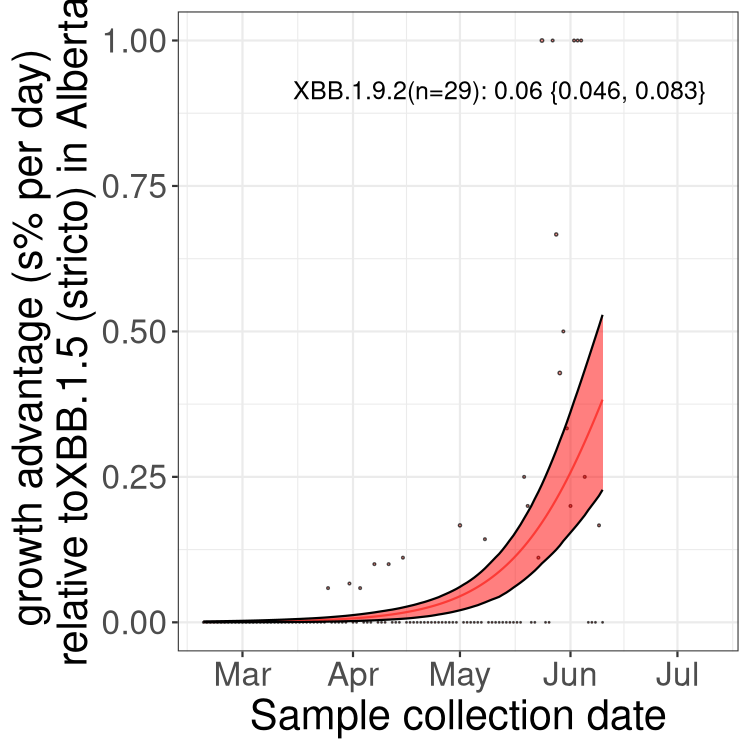 growth advantage (s% per day)
relative toXBB.1.5 (stricto) in Alberta
1.00
0.75
0.50
0.25
0.00
XBB.1.9.2(n=29): 0.06 {0.046, 0.083}
Mar Apr May Jun Jul
Sample collection date